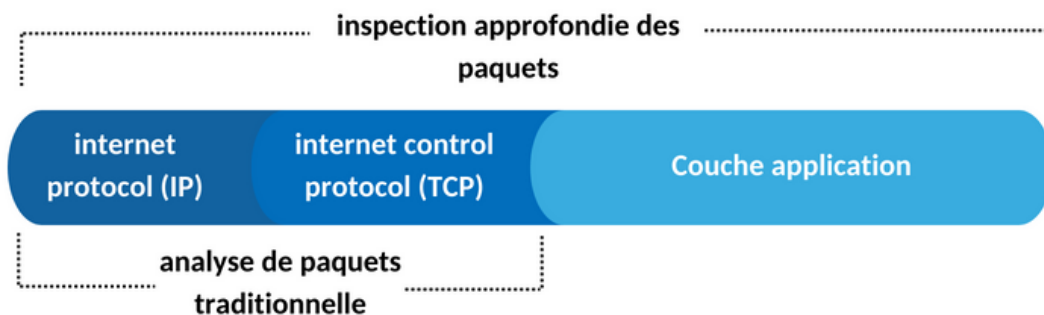 inspection approfondie des
paquets
internet
protocol (IP)
internet control
protocol (TCP)
Couche application
analyse de paquets
traditionnelle